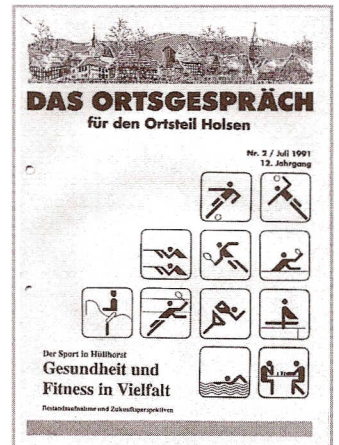 DAS ORTSGESPRÄCH
für den Ortsteil Holsen
Nr. 2 / Juli 1991
12. Jahrgang
Der Sport in Hüllhorst
Gesundheit und
Fitness in Vielfalt
Bestandsaufnahme und Zukunftsperspektiven